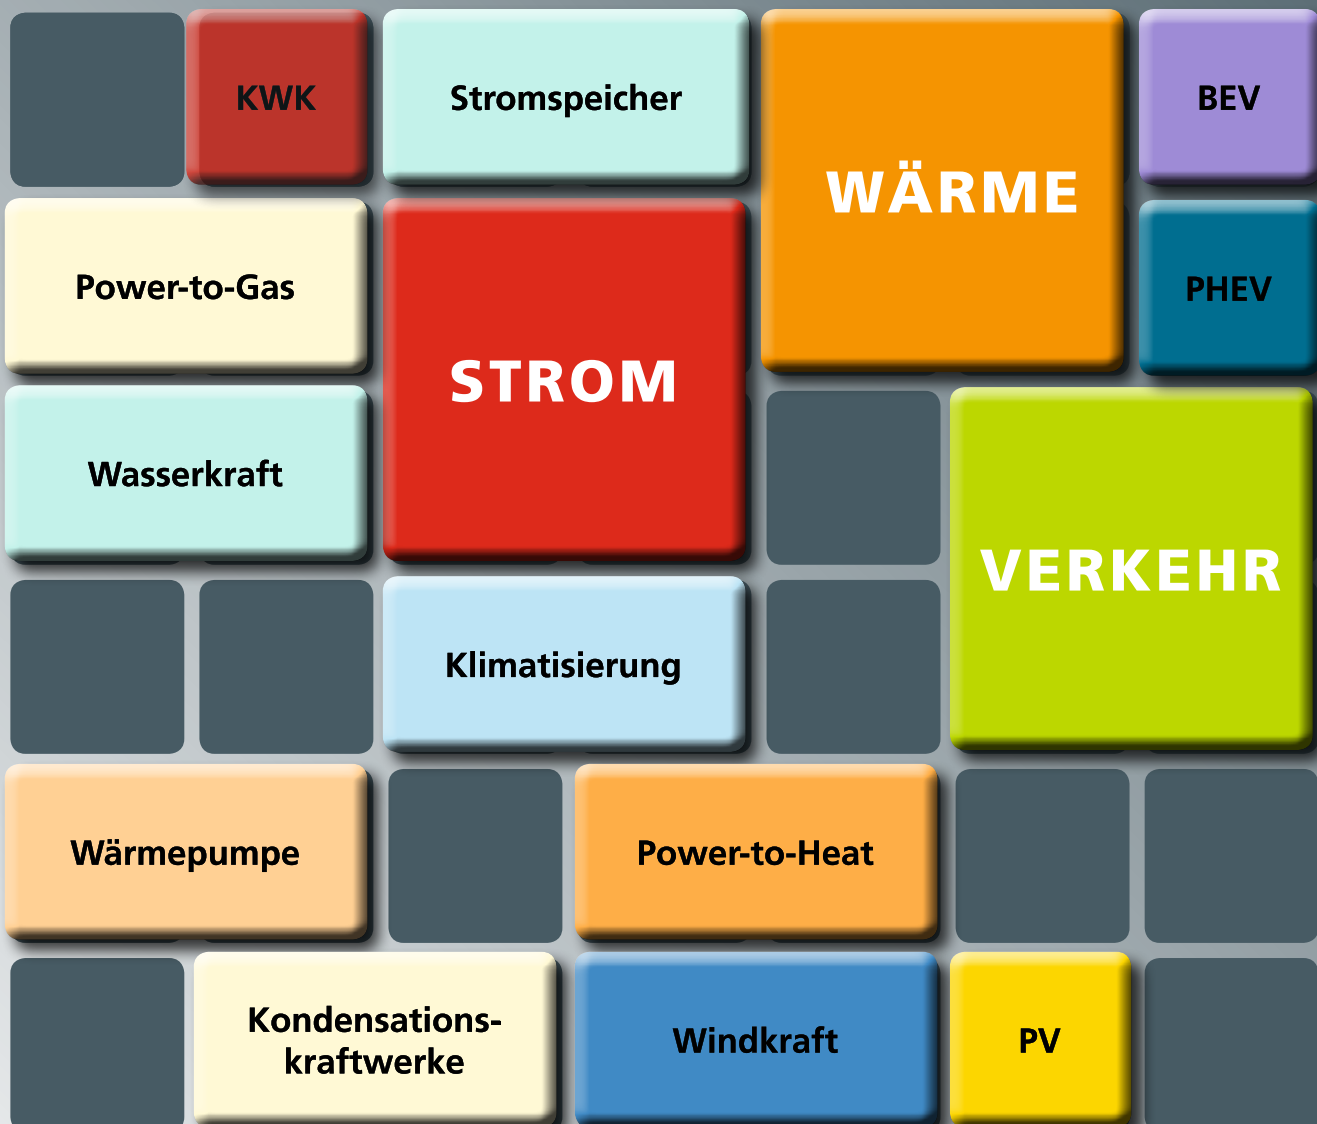 KWK
Stromspeicher
WÄRME
BEV
Power-to-Gas
STROM
PHEV
Wasserkraft
VERKEHR
Klimatisierung
Wärmepumpe
Power-to-Heat
Kondensations-
kraftwerke
Windkraft
PV